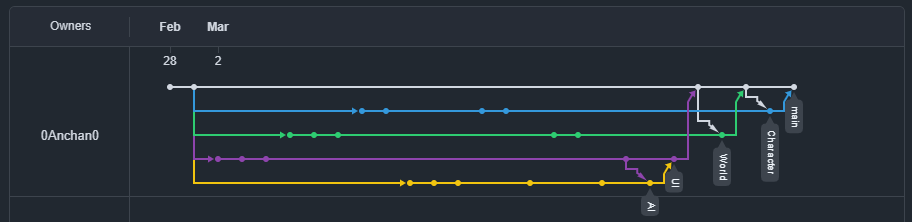 Owners Feb Mar
28 2
0Anchan0
main
Character
World
UI
AI